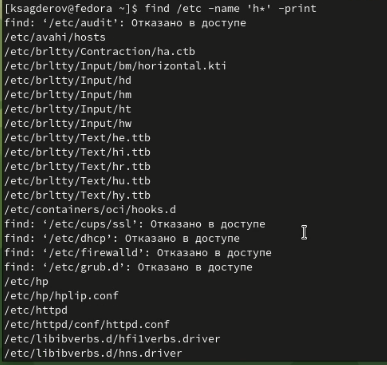 [ksagderov@fedora ~]$ find /etc -name 'h*' -print
find: ‘/etc/audit’: Отказано в доступе
/etc/avahi/hosts
/etc/brltty/Contraction/ha.ctb
/etc/brltty/Input/bm/horizontal.kti
/etc/brltty/Input/hd
/etc/brltty/Input/hm
/etc/brltty/Input/ht
/etc/brltty/Input/hw
/etc/brltty/Text/he.ttb
/etc/brltty/Text/hi.ttb
/etc/brltty/Text/hr.ttb
/etc/brltty/Text/hu.ttb
/etc/brltty/Text/hy.ttb
/etc/containers/oci/hooks.d
find: ‘/etc/cups/ssl’: Отказано в доступе
find: ‘/etc/dhcp’: Отказано в доступе
find: ‘/etc/firewalld’: Отказано в доступе
find: ‘/etc/grub.d’: Отказано в доступе
/etc/hp
/etc/hp/hplip.conf
/etc/httpd
/etc/httpd/conf/httpd.conf
/etc/libibverbs.d/hfi1verbs.driver
/etc/libibverbs.d/hns.driver